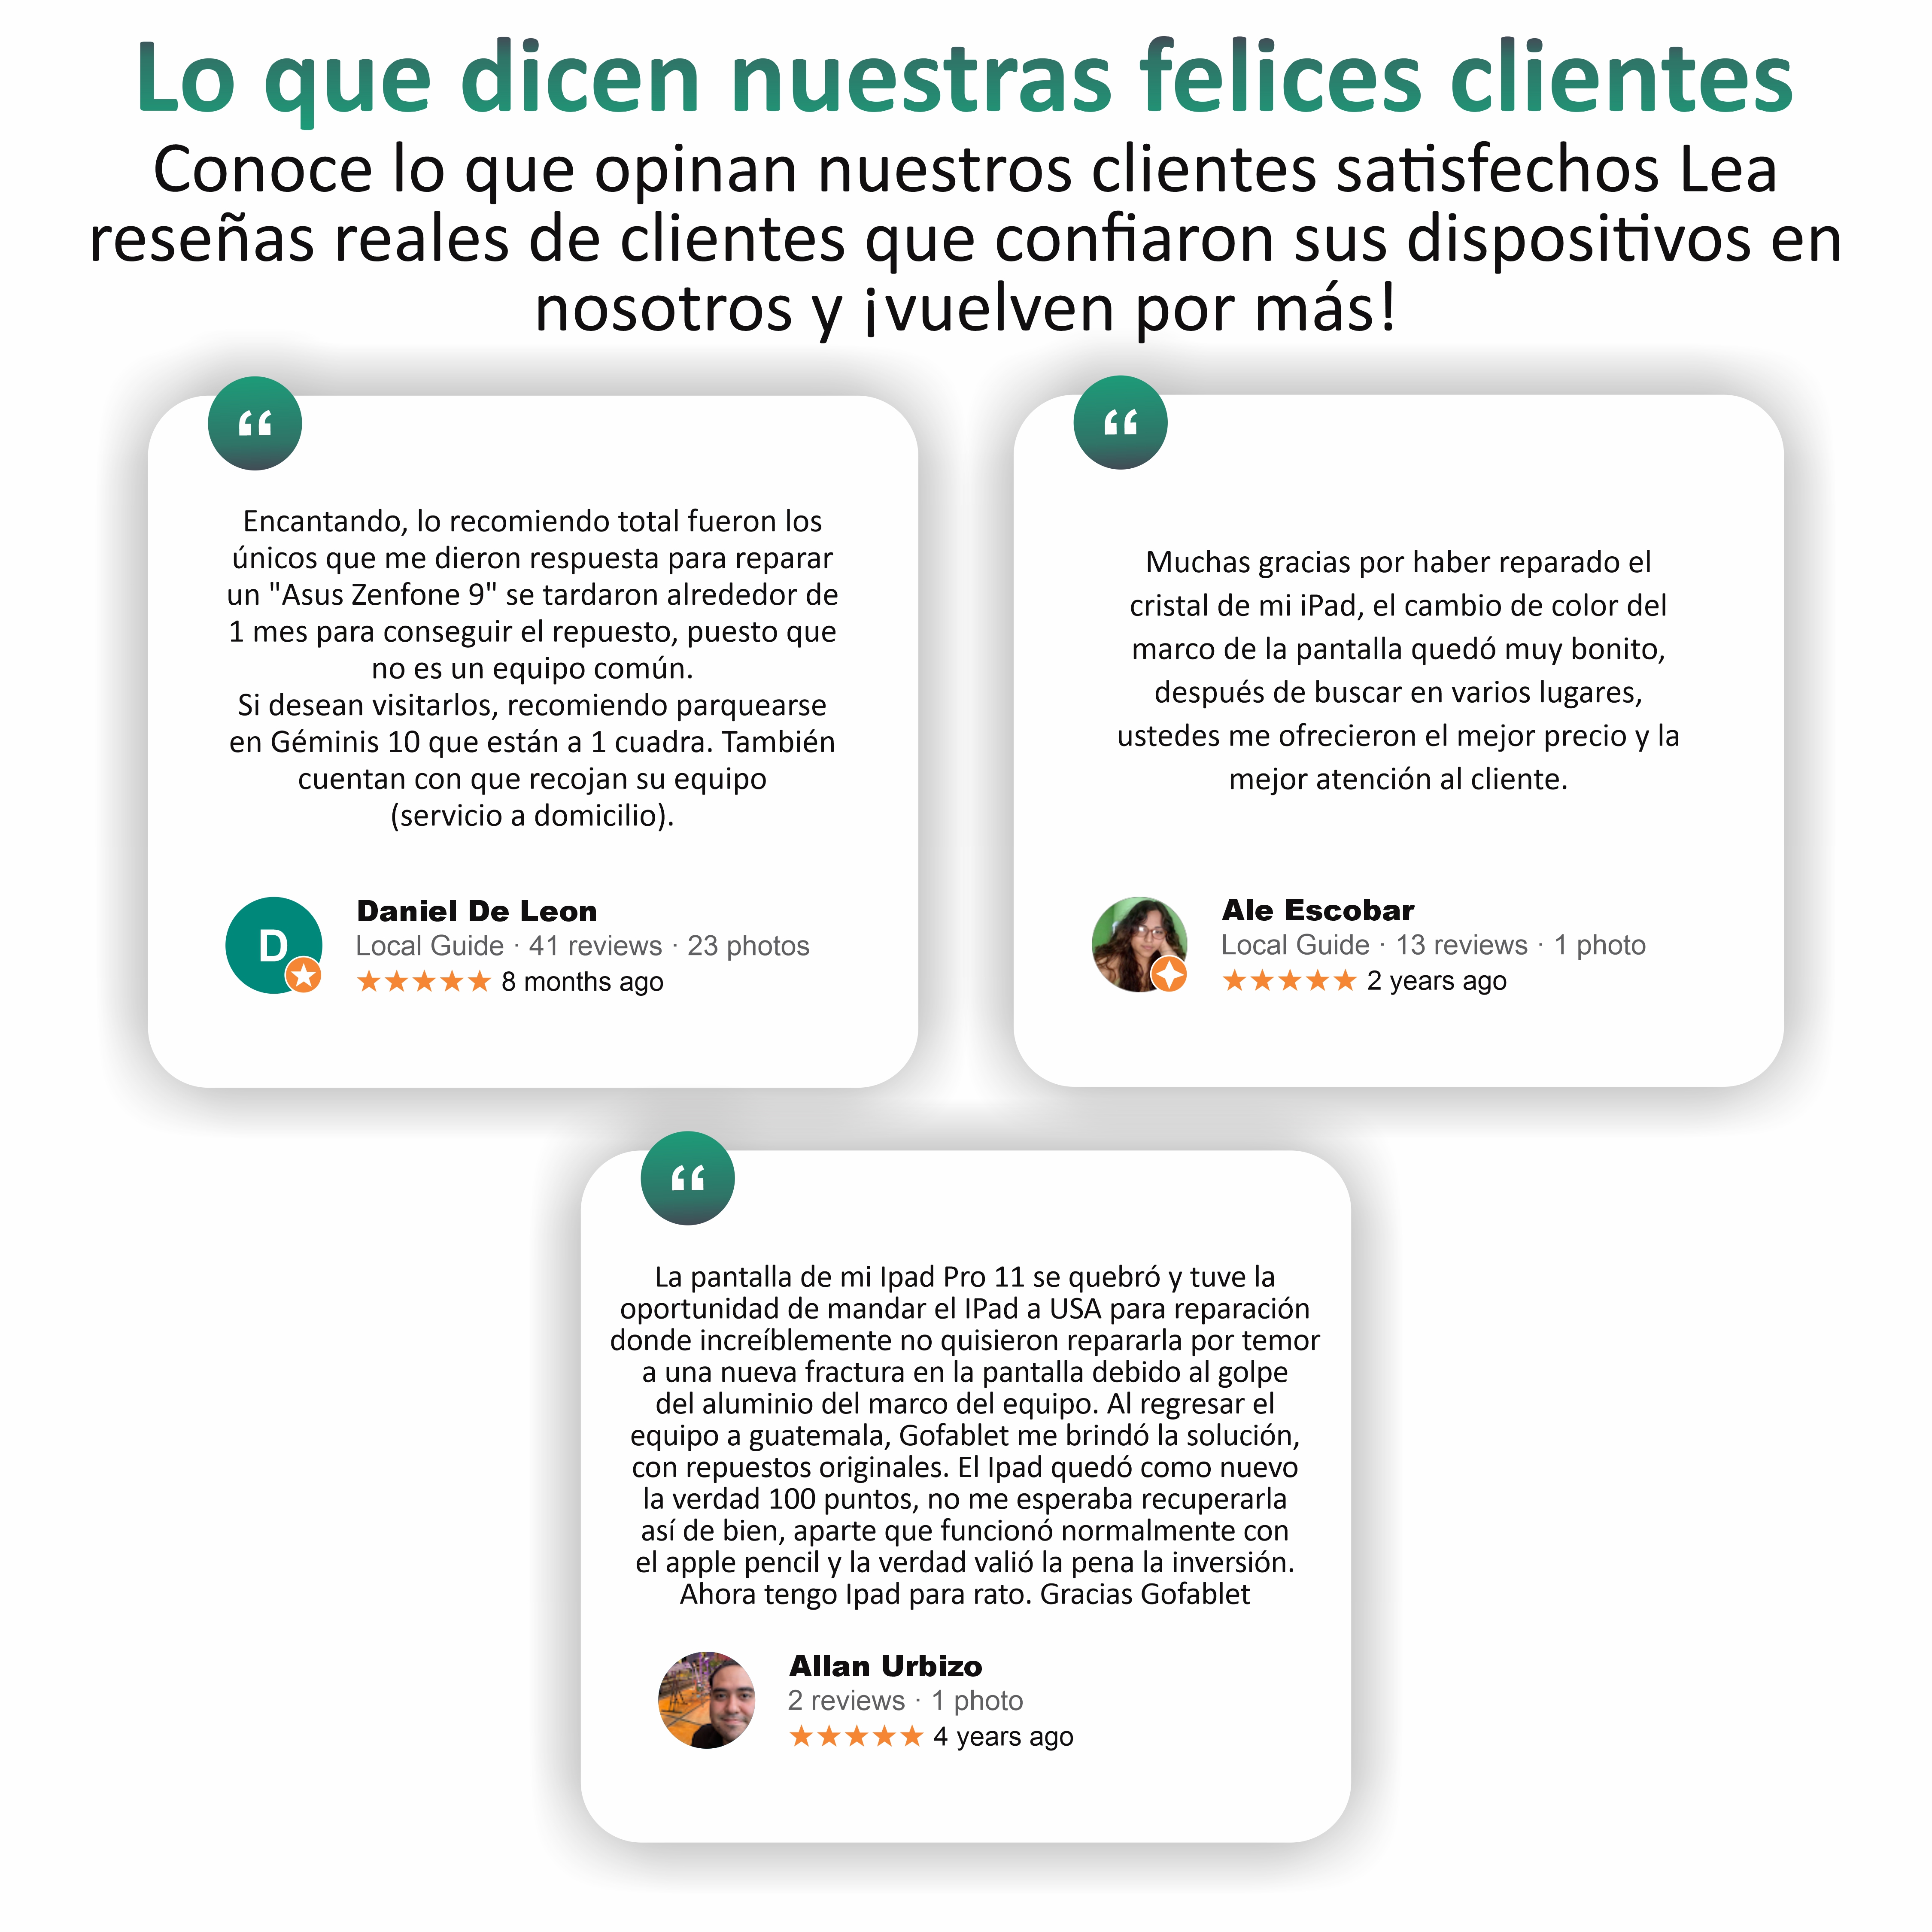 Lo que dicen nuestras felices clientes
Conoce lo que opinan nuestros clientes satisfechos Lea
reseñas reales de clientes que confiaron sus dispositivos en
nosotros y ¡vuelven por más!
“
Encantando, lo recomiendo total fueron los
únicos que me dieron respuesta para reparar
un "Asus Zenfone 9" se tardaron alrededor de
1 mes para conseguir el repuesto, puesto que
no es un equipo común.
Si desean visitarlos, recomiendo parquearse
en Géminis 10 que están a 1 cuadra. También
cuentan con que recojan su equipo
(servicio a domicilio).
D
Daniel De Leon
Local Guide · 41 reviews · 23 photos
★★★★★ 8 months ago
“
Muchas gracias por haber reparado el
cristal de mi iPad, el cambio de color del
marco de la pantalla quedó muy bonito,
después de buscar en varios lugares,
ustedes me ofrecieron el mejor precio y la
mejor atención al cliente.
Ale Escobar
Local Guide · 13 reviews · 1 photo
★★★★★ 2 years ago
“
La pantalla de mi Ipad Pro 11 se quebró y tuve la
oportunidad de mandar el IPad a USA para reparación
donde increíblemente no quisieron repararla por temor
a una nueva fractura en la pantalla debido al golpe
del aluminio del marco del equipo. Al regresar el
equipo a guatemala, Gofablet me brindó la solución,
con repuestos originales. El Ipad quedó como nuevo
la verdad 100 puntos, no me esperaba recuperarla
así de bien, aparte que funcionó normalmente con
el apple pencil y la verdad valió la pena la inversión.
Ahora tengo Ipad para rato. Gracias Gofablet
Allan Urbizo
2 reviews · 1 photo
★★★★★ 4 years ago